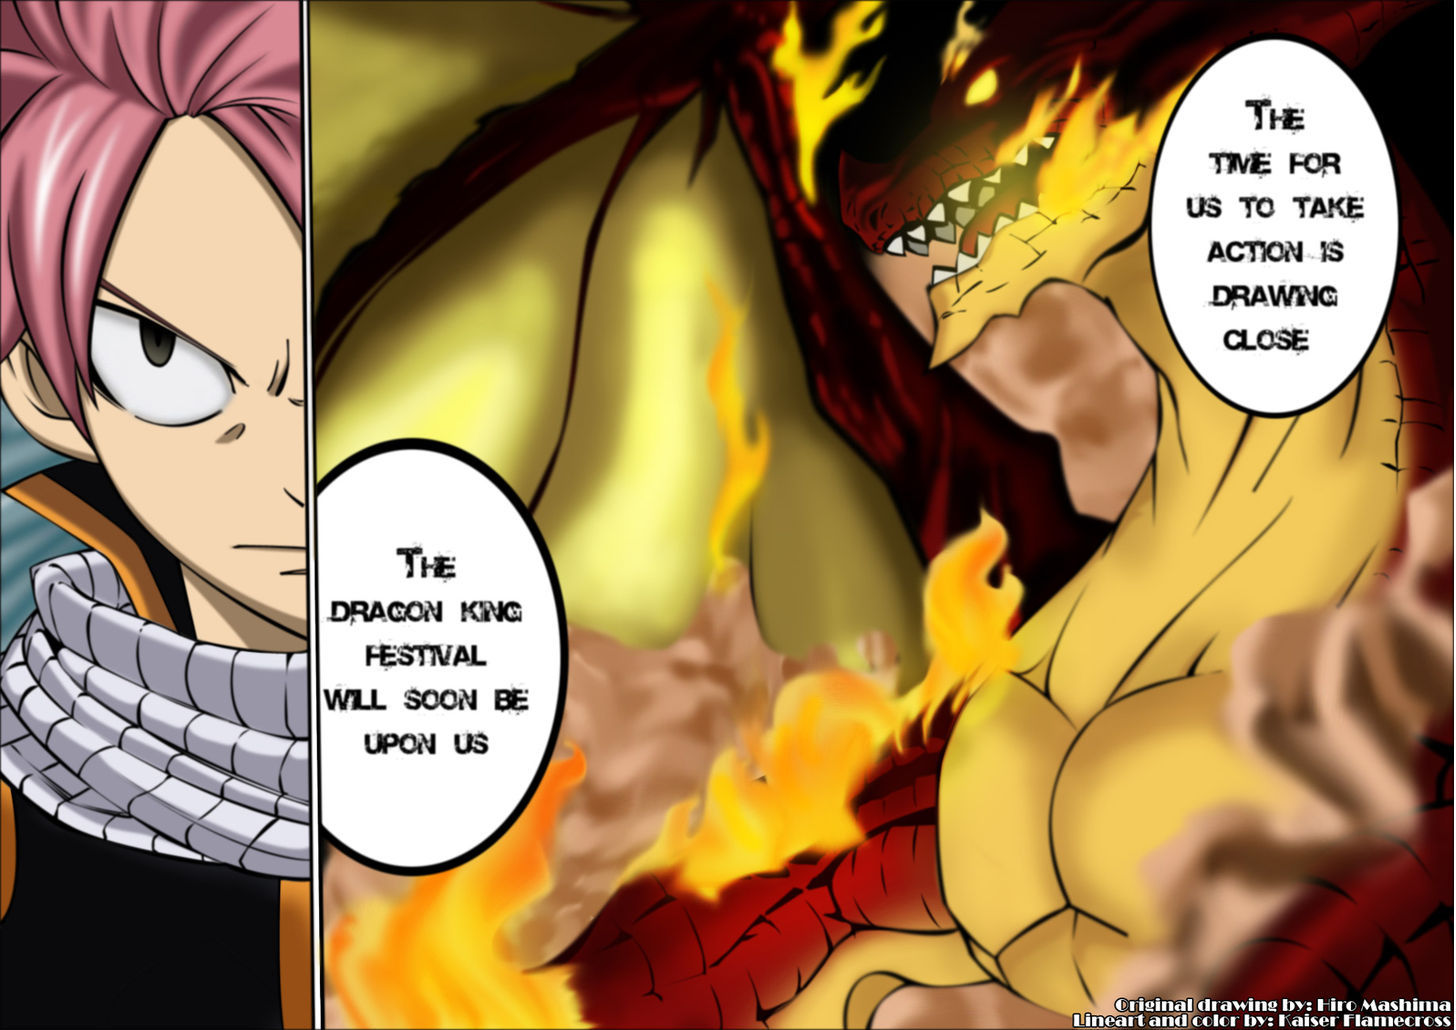 THE
TIME FOR
US TO TAKE
ACTION IS
DRAWING
CLOSE
THE
DRAGON KING
FESTIVAL
WILL SOON BE
UPON US
Original drawing by: Hiro Mashima
Lineart and color by: Kaiser Flamecross